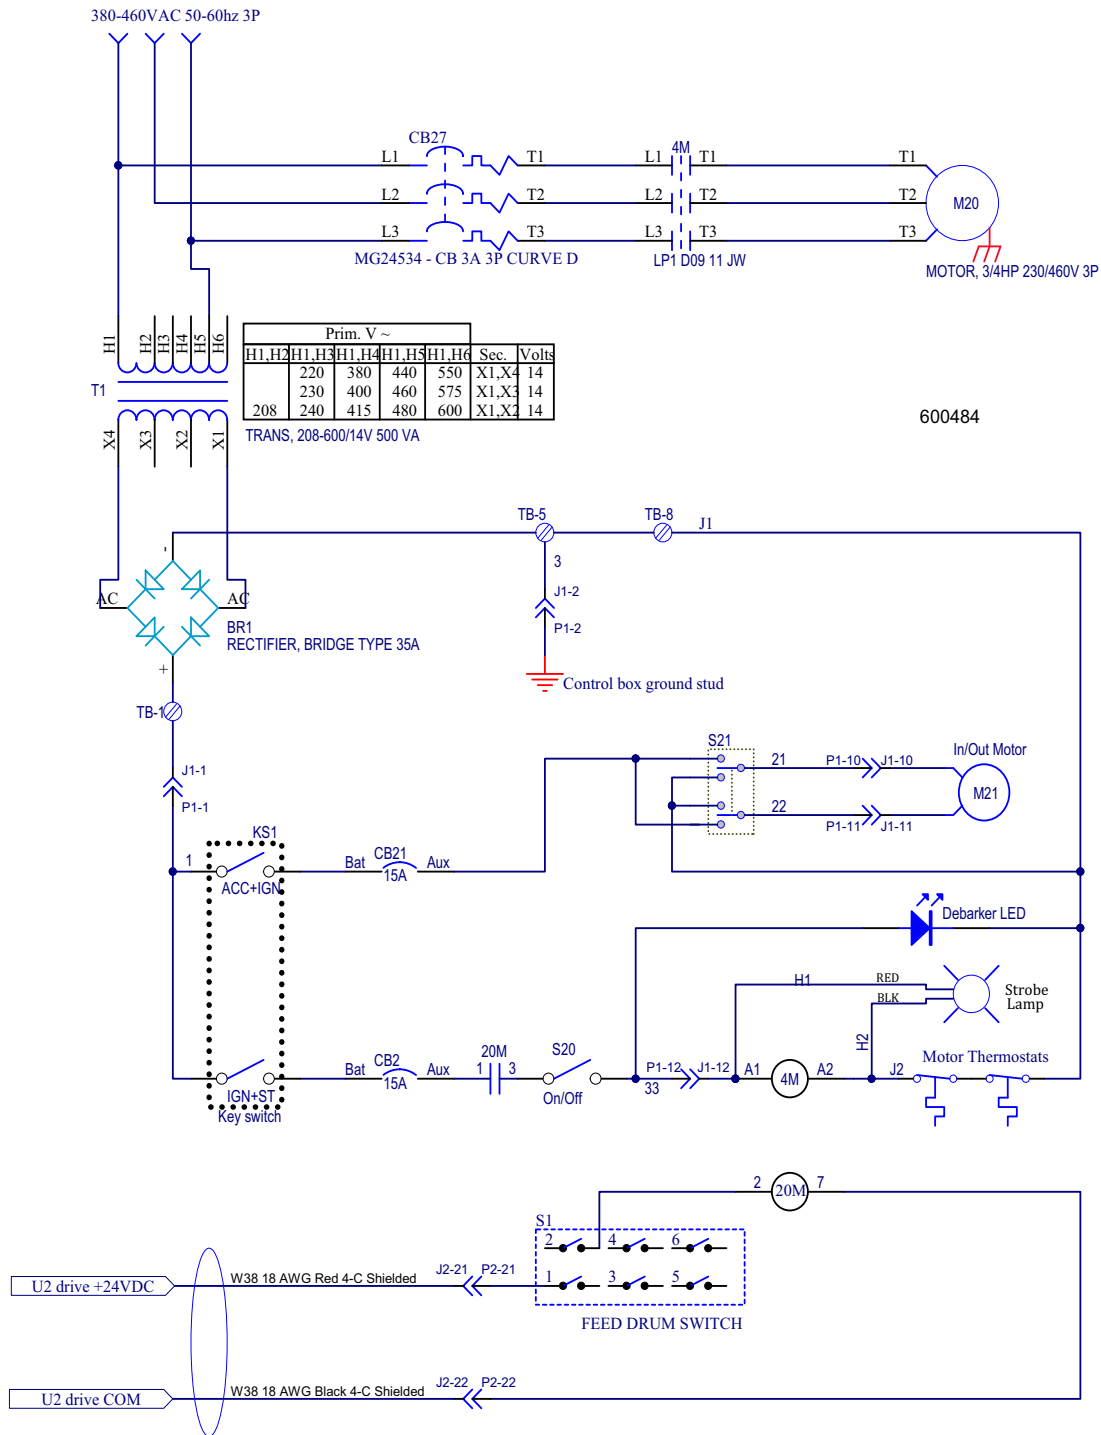 380-460VAC 50-60hz 3P
CB27
4M
L1 T1 L1 T1 T1
L2 T2 L2 T2 T2
M20
L3 T3 L3 T3 T3
MG24534 - CB 3A 3P CURVE D
LP1 D09 11 JW
MOTOR, 3/4HP 230/460V 3P
H1 H2 H3 H4 H5 H6
T1
Prim. V ~
H1,H2 H1,H3 H1,H4 H1,H5 H1,H6 Sec. Volts
220 380 440 550 X1,X4 14
230 400 460 575 X1,X3 14
208 240 415 480 600 X1,X2 14
TRANS, 208-600/14V 500 VA
600484
X4 X3 X2 X1
TB-5
TB-8
J1
-
3
AC
AC
J1-2
P1-2
BR1
RECTIFIER, BRIDGE TYPE 35A
+
Control box ground stud
TB-1
J1-1
P1-1
S21
21
P1-10 J1-10
In/Out Motor
M21
22
P1-11 J1-11
KS1
1
ACC+IGN
Bat CB21 Aux
15A
Debarker LED
H1
RED
BLK
Strobe
Lamp
H2
IGN+ST
Key switch
Bat CB2 Aux
15A
20M
1 3
S20
On/Off
33
P1-12 J1-12
A1 4M A2
J2
Motor Thermostats
2 20M 7
S1
2 4 6
1 3 5
FEED DRUM SWITCH
U2 drive +24VDC
W38 18 AWG Red 4-C Shielded
J2-21 P2-21
U2 drive COM
W38 18 AWG Black 4-C Shielded
J2-22 P2-22